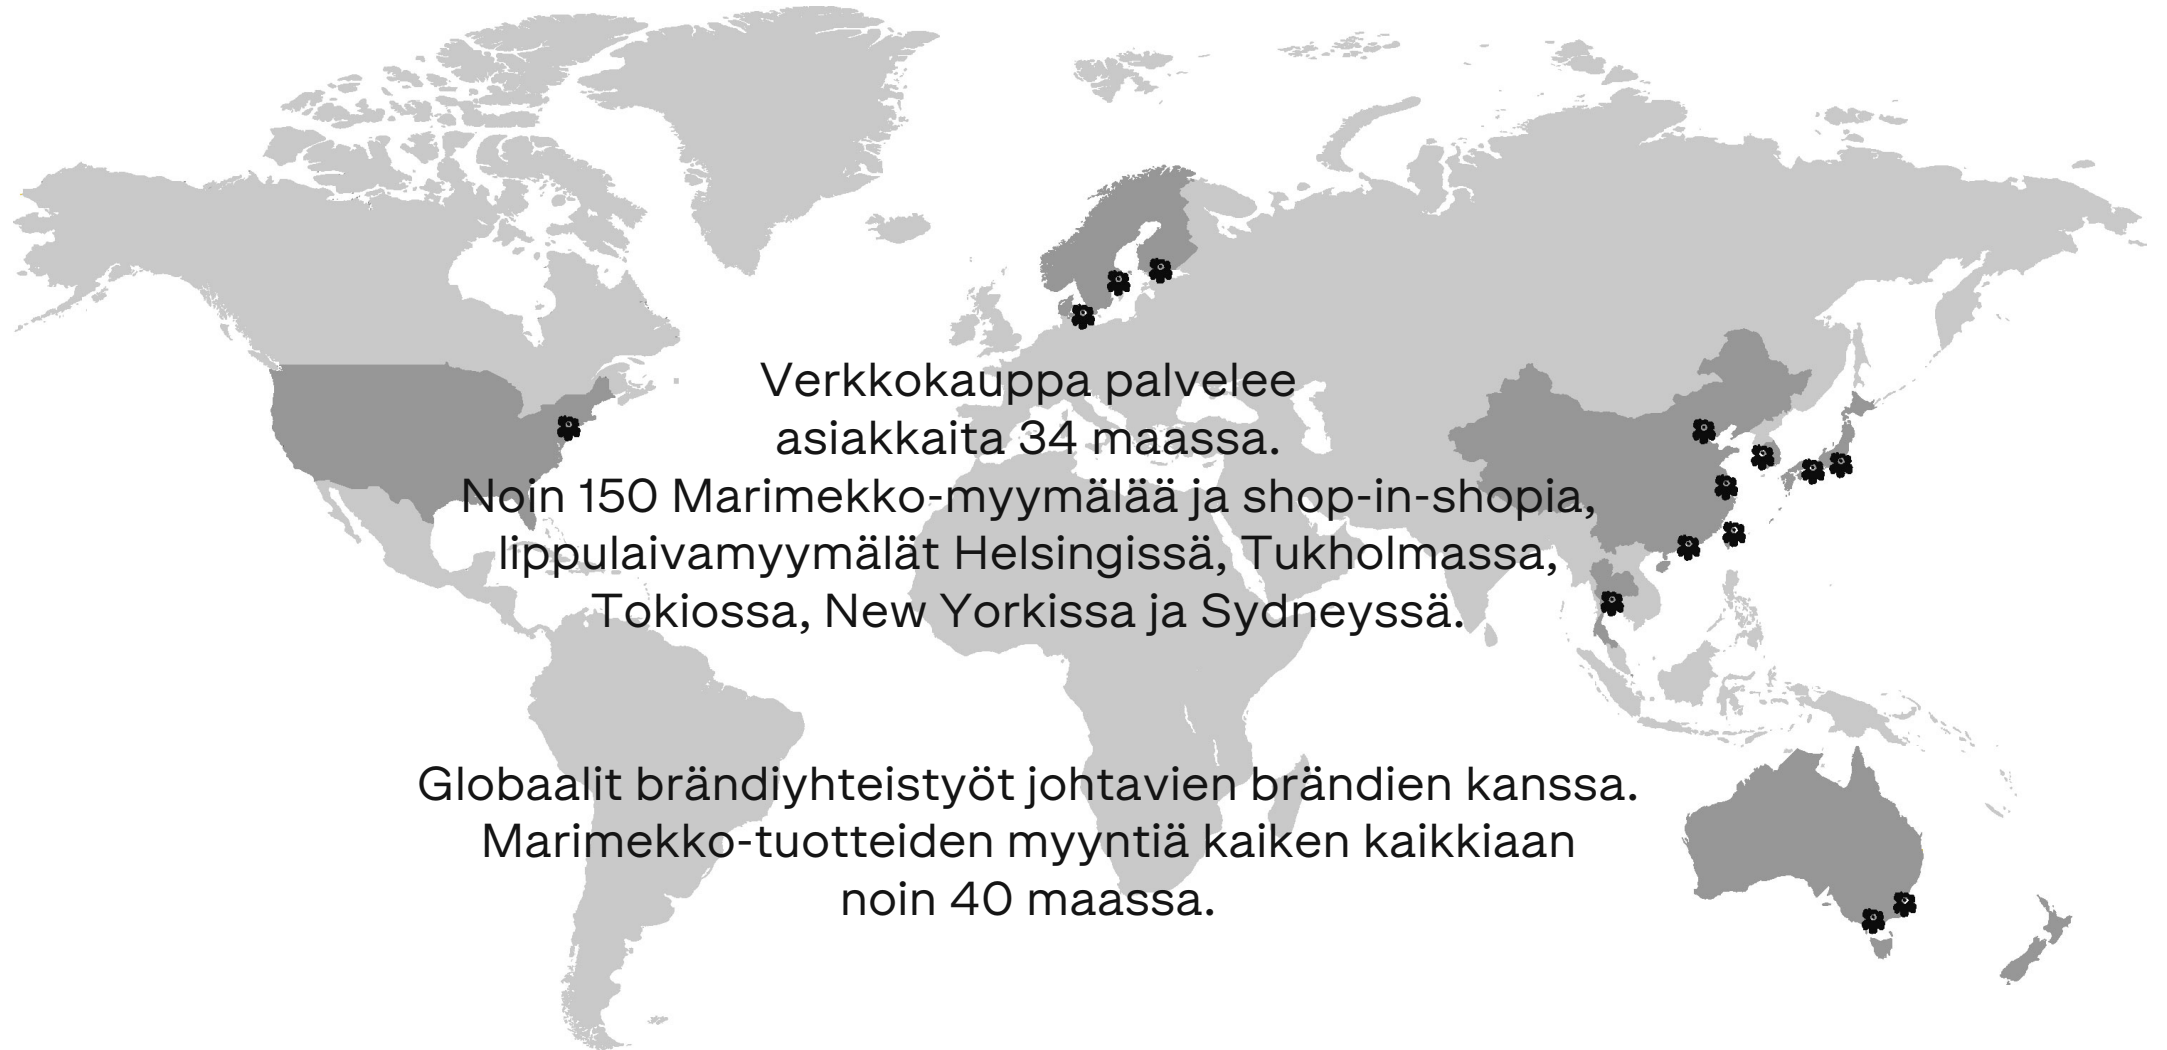 Verkkokauppa palvelee
asiakkaita 34 maassa.
Noin 150 Marimekko-myymälää ja shop-in-shopia,
lippulaivamyymälät Helsingissä, Tukholmassa,
Tokiossa, New Yorkissa ja Sydneyssä.
Globaalit brändiyhteistyöt johtavien brändien kanssa.
Marimekko-tuotteiden myyntiä kaiken kaikkiaan
noin 40 maassa.